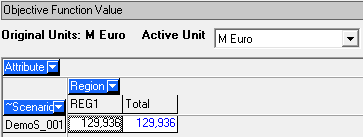 Objective Function Value
Original Units: M Euro Active Unit M Euro
Attribute
Region
~Scenario REG1 Total
DemoS_001 129,936 129,936